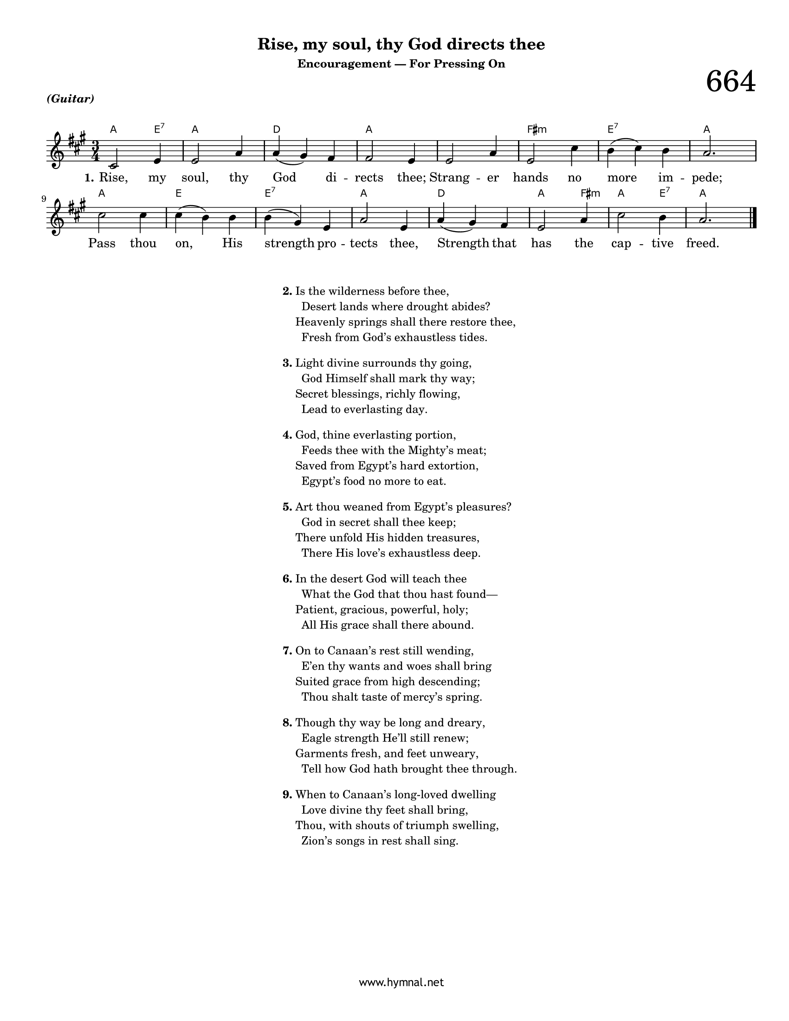 Rise, my soul, thy God directs thee
Encouragement — For Pressing On
664
(Guitar)
A E7 A D A F♯m E7 A
3
4
1. Rise, my soul, thy God di - rects thee; Strang - er hands no more im - pede;
9
A E E7 A D A F♯m A E7 A
Pass thou on, His strength pro - tects thee, Strength that has the cap - tive freed.
2. Is the wilderness before thee,
Desert lands where drought abides?
Heavenly springs shall there restore thee,
Fresh from God's exhaustless tides.
3. Light divine surrounds thy going,
God Himself shall mark thy way;
Secret blessings, richly flowing,
Lead to everlasting day.
4. God, thine everlasting portion,
Feeds thee with the Mighty's meat;
Saved from Egypt's hard extortion,
Egypt's food no more to eat.
5. Art thou weaned from Egypt's pleasures?
God in secret shall thee keep;
There unfold His hidden treasures,
There His love's exhaustless deep.
6. In the desert God will teach thee
What the God that thou hast found—
Patient, gracious, powerful, holy;
All His grace shall there abound.
7. On to Canaan's rest still wending,
E'en thy wants and woes shall bring
Suited grace from high descending;
Thou shalt taste of mercy's spring.
8. Though thy way be long and dreary,
Eagle strength He'll still renew;
Garments fresh, and feet unweary,
Tell how God hath brought thee through.
9. When to Canaan's long-loved dwelling
Love divine thy feet shall bring,
Thou, with shouts of triumph swelling,
Zion's songs in rest shall sing.
www.hymnal.net